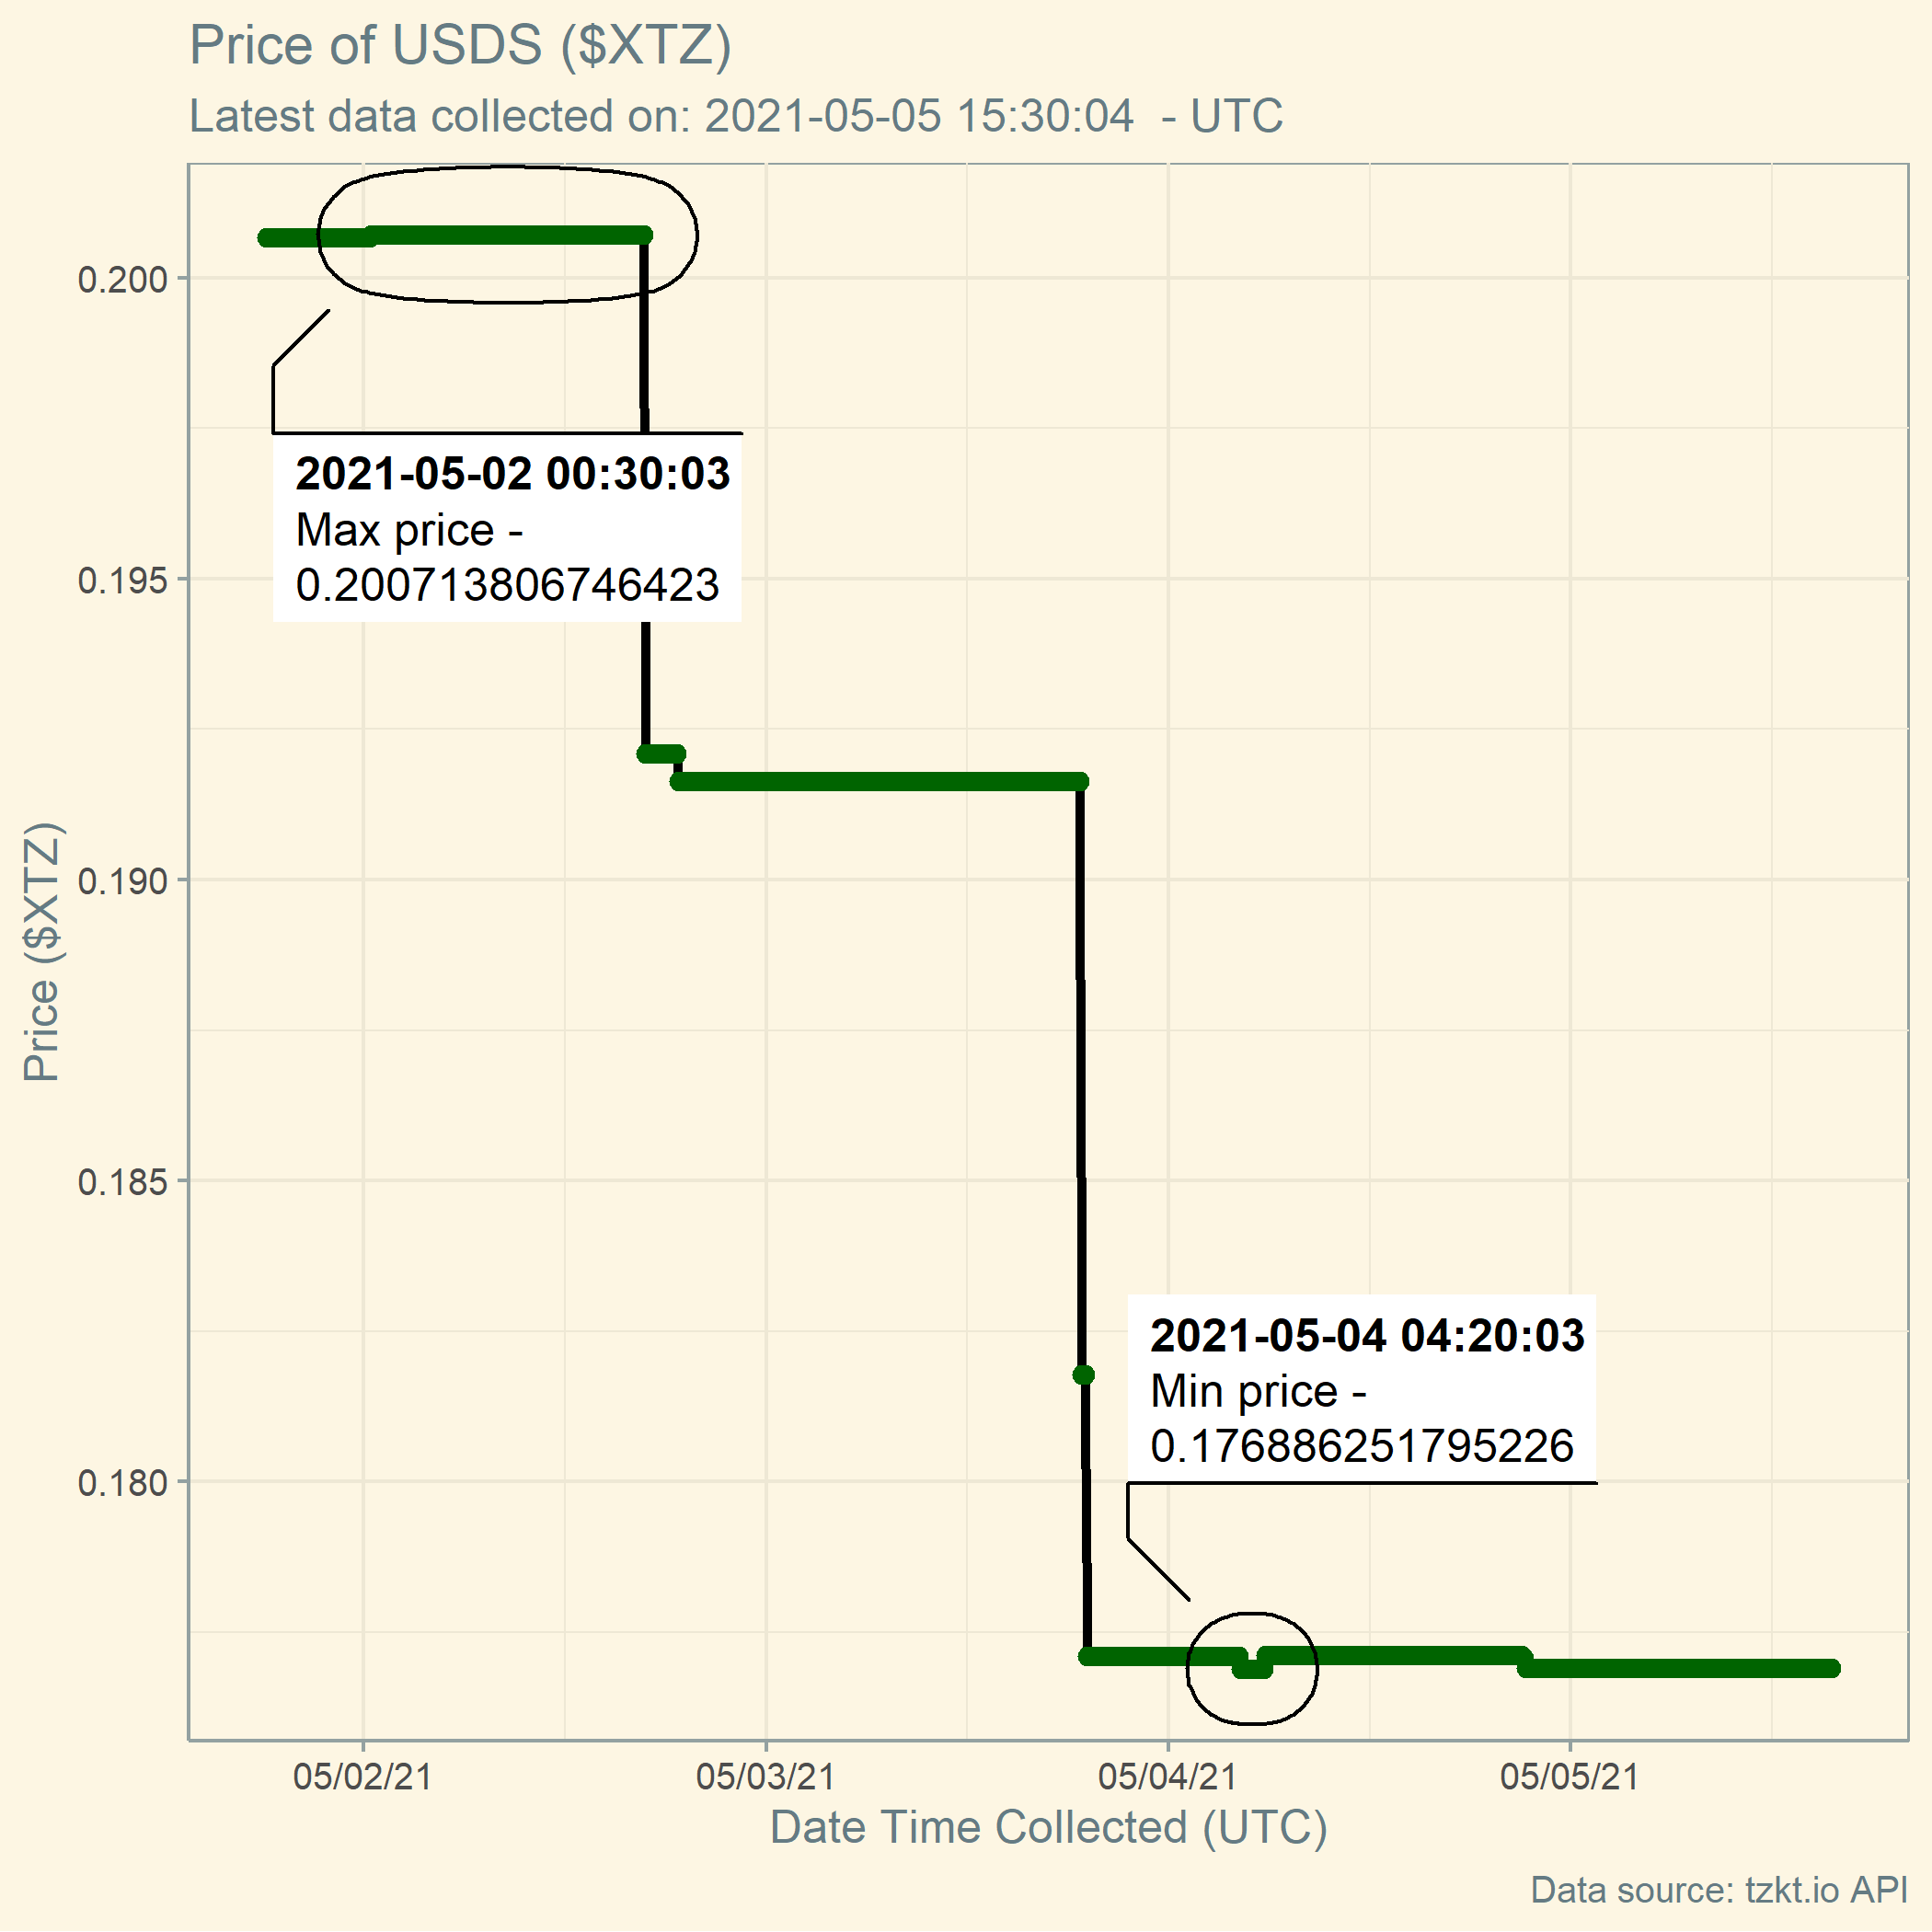 Price of USDS ($XTZ)
Latest data collected on: 2021-05-05 15:30:04  - UTC
Price ($XTZ)
0.200
0.195
0.190
0.185
0.180
2021-05-02 00:30:03
Max price -
0.200713806746423
2021-05-04 04:20:03
Min price -
0.176886251795226
05/02/21
05/03/21
05/04/21
05/05/21
Date Time Collected (UTC)
Data source: tzkt.io API